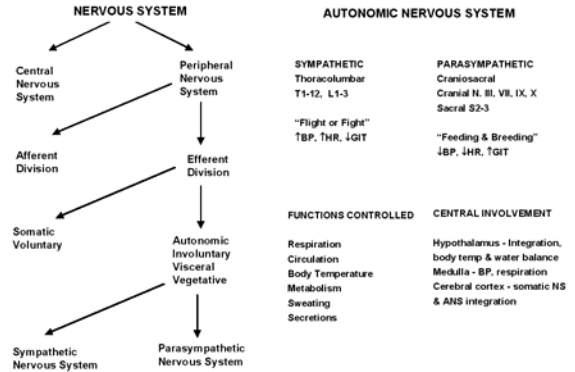 NERVOUS SYSTEM
Central
Nervous
System
Peripheral
Nervous
System
Afferent
Division
Efferent
Division
Somatic
Voluntary
Autonomic
Involuntary
Visceral
Vegetative
Sympathetic
Nervous System
Parasympathetic
Nervous System
AUTONOMIC NERVOUS SYSTEM
SYMPATHETIC
Thoracolumbar
T1-12, L1-3
“Flight or Fight”
↑BP, ↑HR, ↓GIT
PARASYMPATHETIC
Craniosacral
Cranial N. III, VII, IX, X
Sacral S2-3
“Feeding & Breeding”
↓BP, ↓HR, ↑GIT
FUNCTIONS CONTROLLED
Respiration
Circulation
Body Temperature
Metabolism
Sweating
Secretions
CENTRAL INVOLVEMENT
Hypothalamus - Integration,
body temp & water balance
Medulla - BP, respiration
Cerebral cortex - somatic NS
& ANS integration